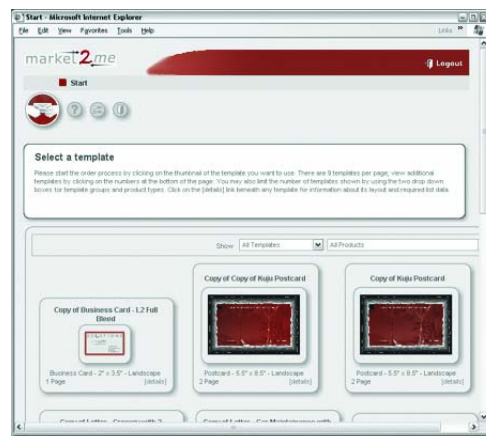 Start - Microsoft Internet Explorer
File Edit View Favorites Tools Help
Links »
market2me
Logout
Start
Select a template
Please start the order process by clicking on the thumbnail of the template you want to use. There are 9 templates per page, view additional
templates by clicking on the numbers at the bottom of the page. You may also limit the number of templates shown by using the two drop down
boxes for template groups and product types. Click on the [details] link beneath any template for information about its layout and required list data.
Show All Templates All Products
Copy of Business Card - L2 Full
Bleed
Business Card - 2" x 3.5" - Landscape
1 Page [details]
Copy of Copy of Kuju Postcard
Postcard - 5.5" x 8.5" - Landscape
2 Page [details]
Copy of Kuju Postcard
Postcard - 5.5" x 8.5" - Landscape
2 Page [details]